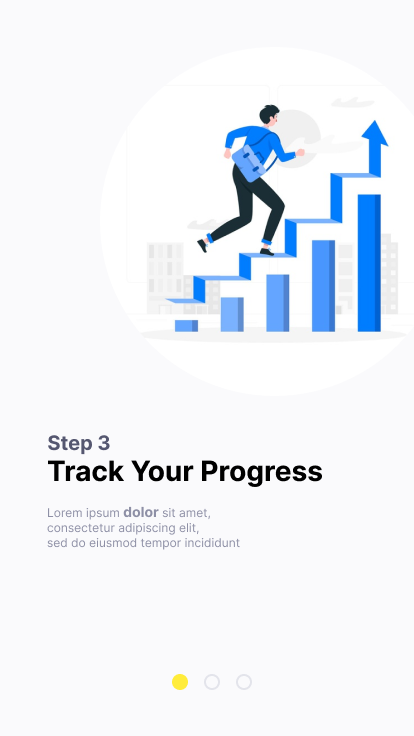 Step 3
Track Your Progress
Lorem ipsum dolor sit amet,
consectetur adipiscing elit,
sed do eiusmod tempor incididunt